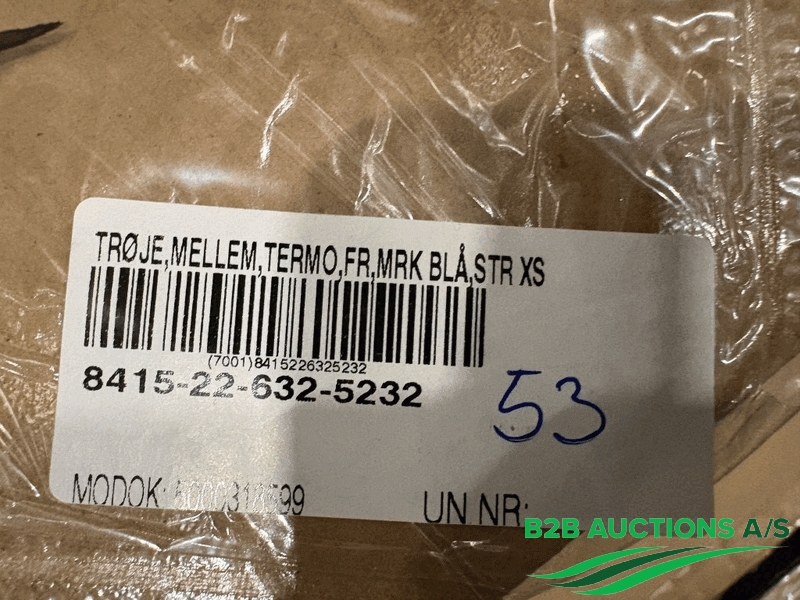 TRØJE,MELLEM,TERMO,FR,MRK BLÅ,STR XS
(7001)8415226325232
8415-22-632-5232
53
MODOK:
UN NR:
B2B AUCTIONS A/S